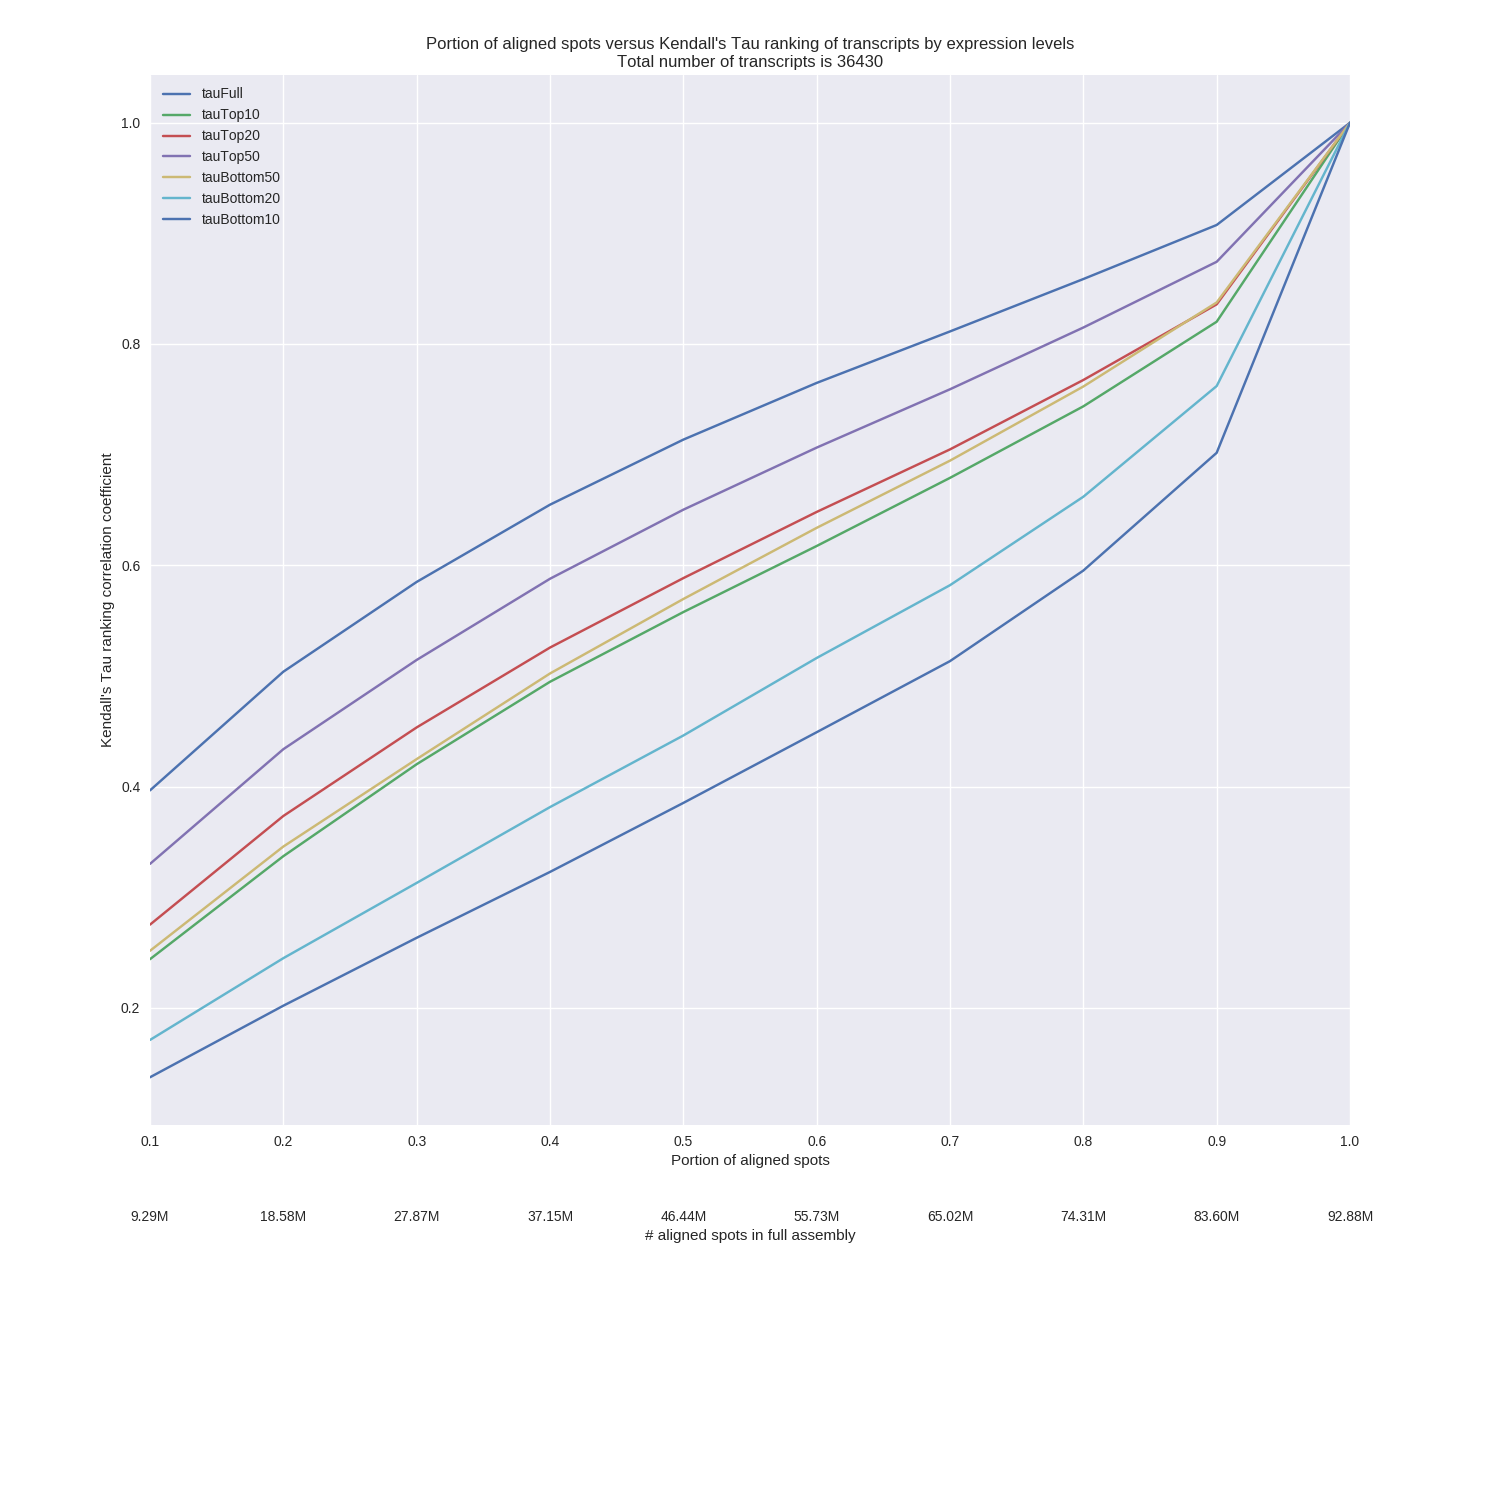 Portion of aligned spots versus Kendall's Tau ranking of transcripts by expression levels
Total number of transcripts is 36430
tauFull
tauTop10
tauTop20
tauTop50
tauBottom50
tauBottom20
tauBottom10
1.0
0.8
0.6
0.4
0.2
Kendall's Tau ranking correlation coefficient
0.1 0.2 0.3 0.4 0.5 0.6 0.7 0.8 0.9 1.0
Portion of aligned spots
9.29M 18.58M 27.87M 37.15M 46.44M 55.73M 65.02M 74.31M 83.60M 92.88M
# aligned spots in full assembly